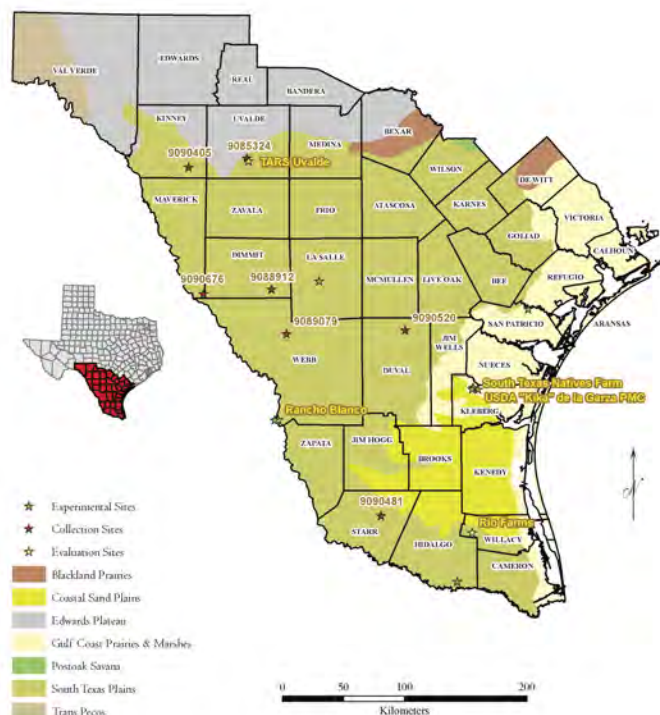 EDWARDS
VAL VERDE
REAL
BANDERA
KINNEY
UVALDE
MEDINA
BEXAR
9090405
9085324
TARS Uvalde
WILSON
DE WITT
MAVERICK
ZAVALA
FRIO
ATASCOSA
KARNES
GOLIAD
VICTORIA
CALHOUN
DIMMIT
LA SALLE
MCMULLEN
LIVE OAK
BEE
REFUGIO
9090676
9088912
SAN PATRICIO
ARANSAS
9089079
9090520
JIM
WELLS
WEBB
DUVAL
NUECES
South Texas Natives Farm
USDA "Kika" de la Garza PMC
KLEBERG
Rancho Blanco
ZAPATA
JIM HOGG
BROOKS
KENEDY
9090481
STARR
Rio Farms
HIDALGO
WILLACY
CAMERON
N
Experimental Sites
Collection Sites
Evaluation Sites
Blackland Prairies
Coastal Sand Plains
Edwards Plateau
Gulf Coast Prairies & Marshes
Postoak Savana
South Texas Plains
Trans Pecos
0 50 100 200
Kilometers